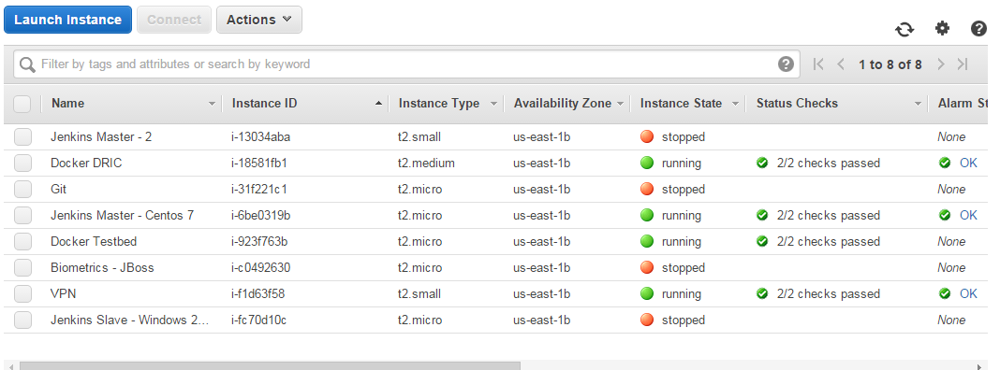 Launch Instance Connect Actions
Filter by tags and attributes or search by keyword 1 to 8 of 8
Name Instance ID Instance Type Availability Zone Instance State Status Checks Alarm St
Jenkins Master - 2 i-13034aba t2.small us-east-1b stopped None
Docker DRIC i-18581fb1 t2.medium us-east-1b running 2/2 checks passed OK
Git i-31f221c1 t2.micro us-east-1b stopped None
Jenkins Master - Centos 7 i-6be0319b t2.micro us-east-1b running 2/2 checks passed OK
Docker Testbed i-923f763b t2.micro us-east-1b running 2/2 checks passed None
Biometrics - JBoss i-c0492630 t2.micro us-east-1b stopped None
VPN i-f1d63f58 t2.small us-east-1b running 2/2 checks passed OK
Jenkins Slave - Windows 2... i-fc70d10c t2.micro us-east-1b stopped None